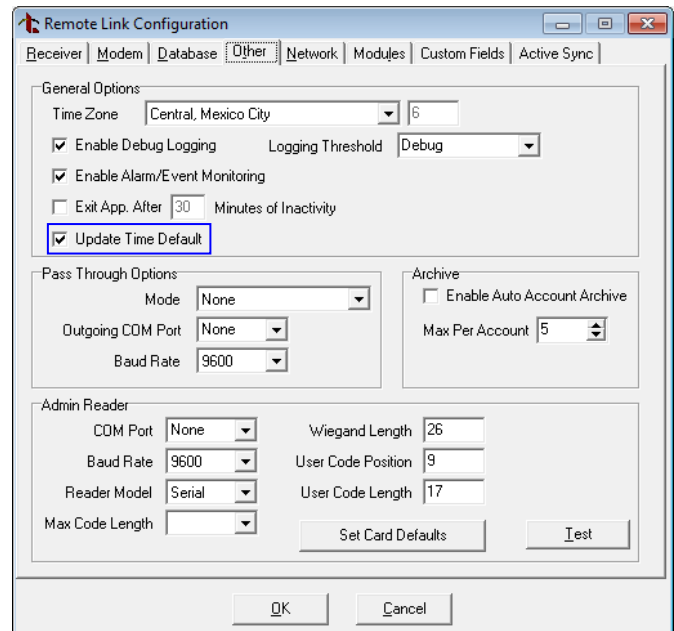 Remote Link Configuration
Receiver Modem Database Other Network Modules Custom Fields Active Sync
General Options
Time Zone Central, Mexico City 6
Enable Debug Logging Logging Threshold Debug
Enable Alarm/Event Monitoring
Exit App. After 30 Minutes of Inactivity
Update Time Default
Pass Through Options
Mode None
Outgoing COM Port None
Baud Rate 9600
Archive
Enable Auto Account Archive
Max Per Account 5
Admin Reader
COM Port None Wiegand Length 26
Baud Rate 9600 User Code Position 9
Reader Model Serial User Code Length 17
Max Code Length
Set Card Defaults Test
OK Cancel